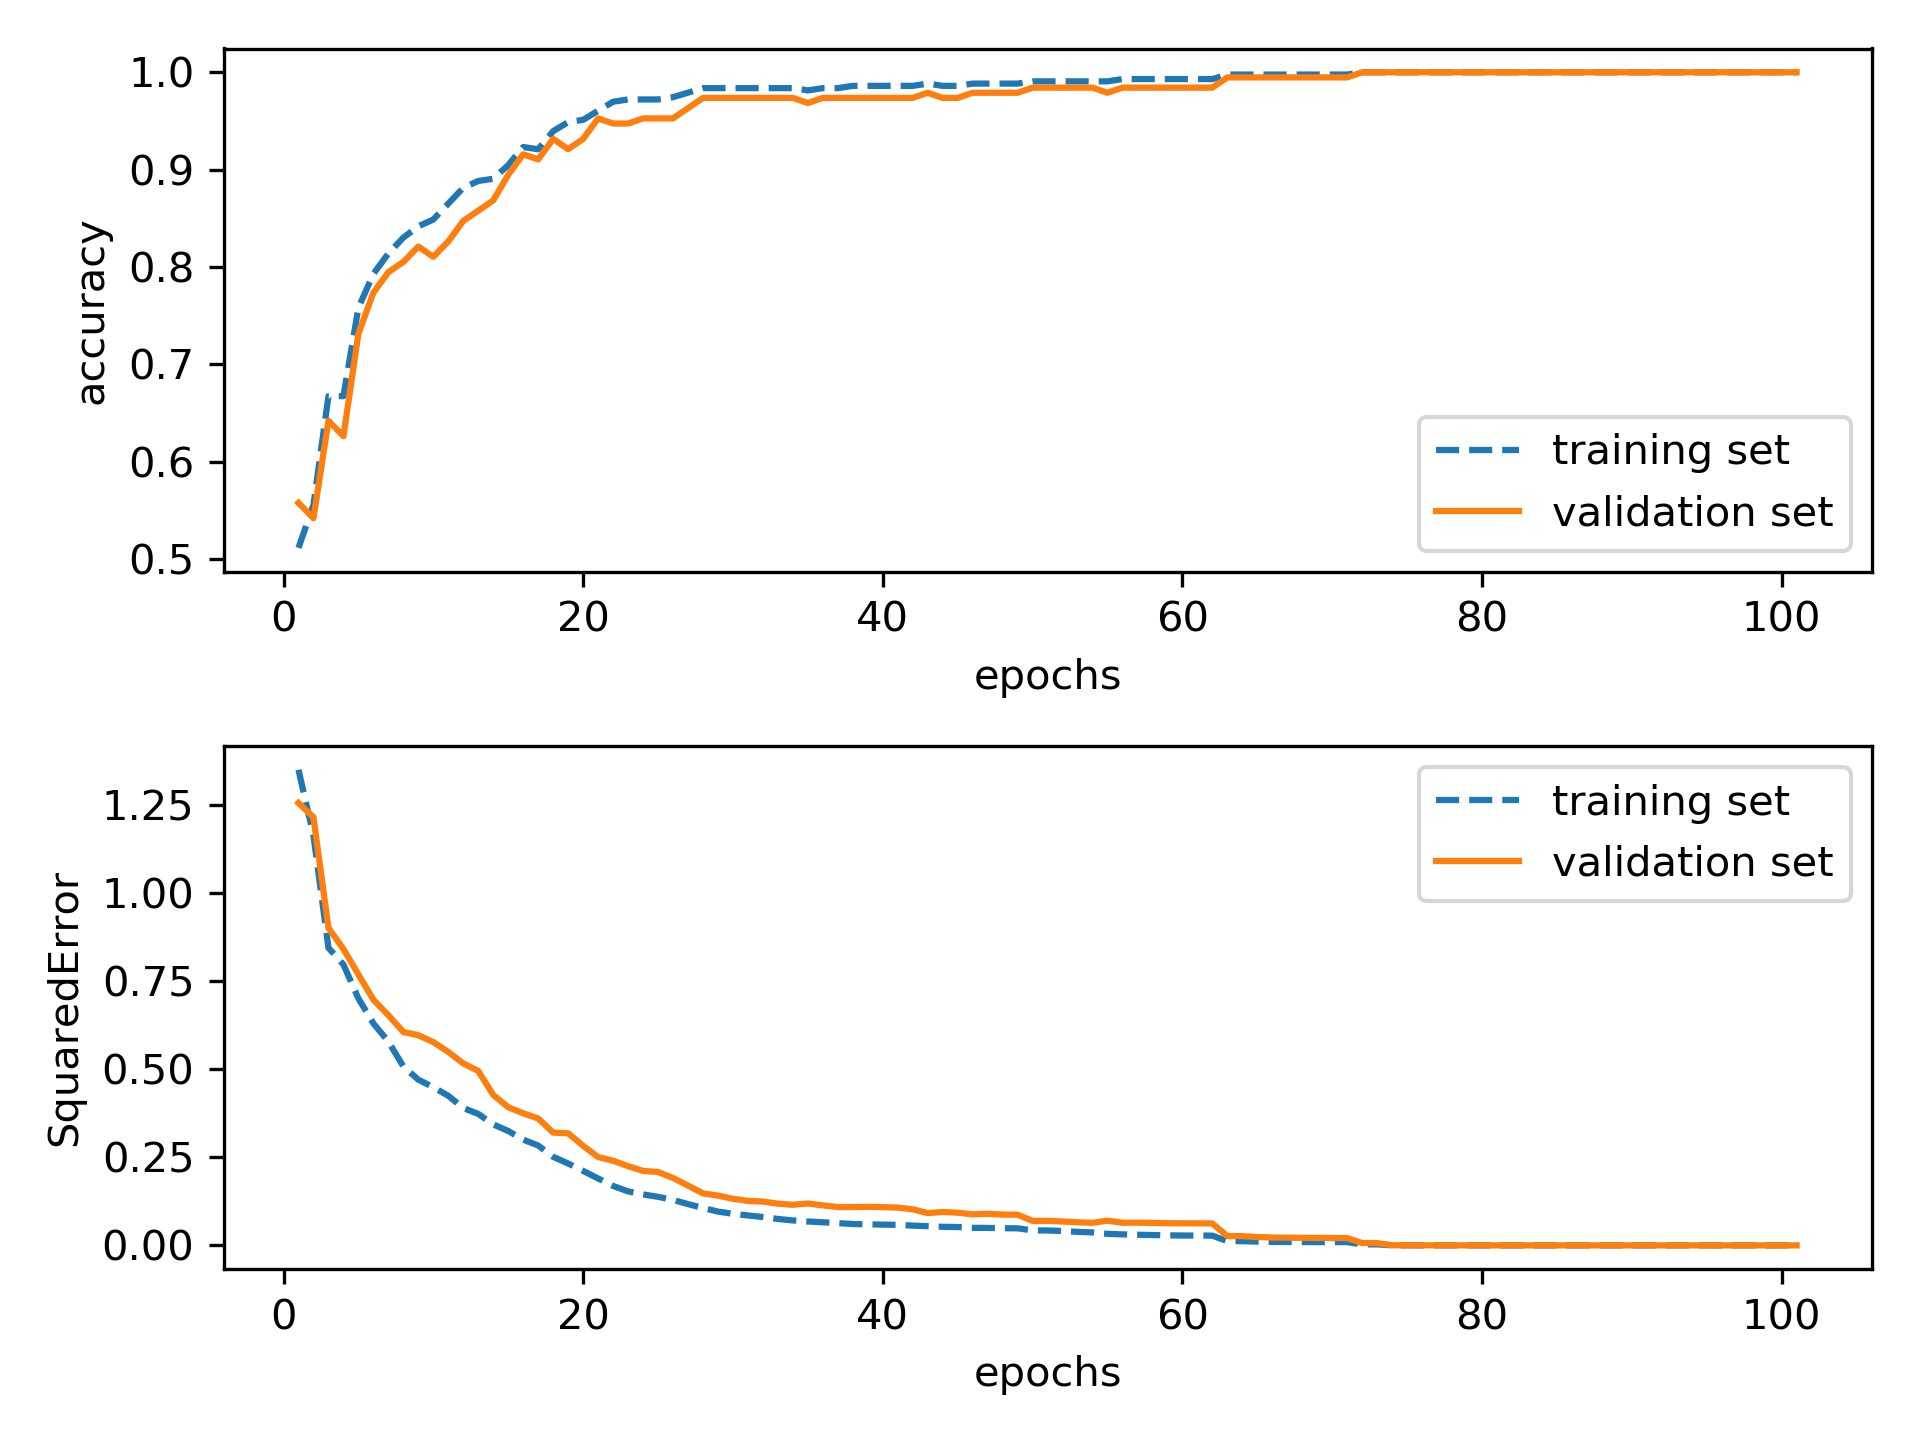 accuracy
1.0
0.9
0.8
0.7
0.6
0.5
training set
validation set
0 20 40 60 80 100
epochs
SquaredError
1.25
1.00
0.75
0.50
0.25
0.00
training set
validation set
0 20 40 60 80 100
epochs